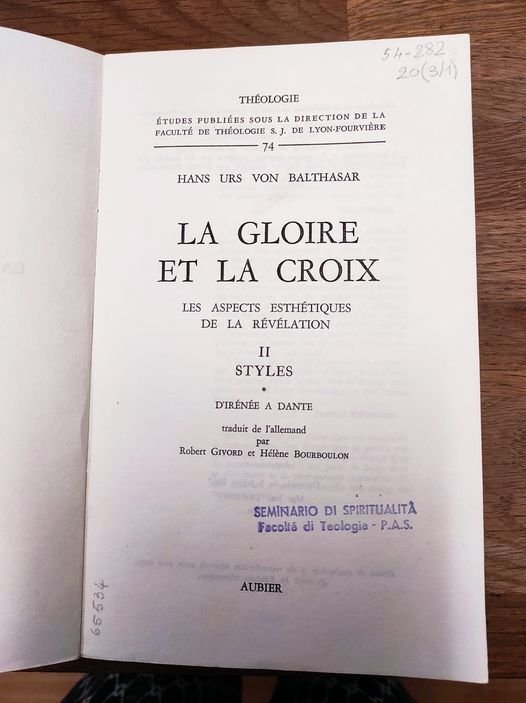 54-282
20(3/1)
THÉOLOGIE
ÉTUDES PUBLIÉES SOUS LA DIRECTION DE LA
FACULTÉ DE THÉOLOGIE S. J. DE LYON-FOURVIÈRE
74
HANS URS VON BALTHASAR
LA GLOIRE
ET LA CROIX
LES ASPECTS ESTHÉTIQUES
DE LA RÉVÉLATION
II
STYLES
*
D'IRÉNÉE A DANTE
traduit de l'allemand
par
Robert GIVORD et Hélène BOURBOULON
SEMINARIO DI SPIRITUALITÀ
Facoltá di Teologia - P.A.S.
AUBIER
65534